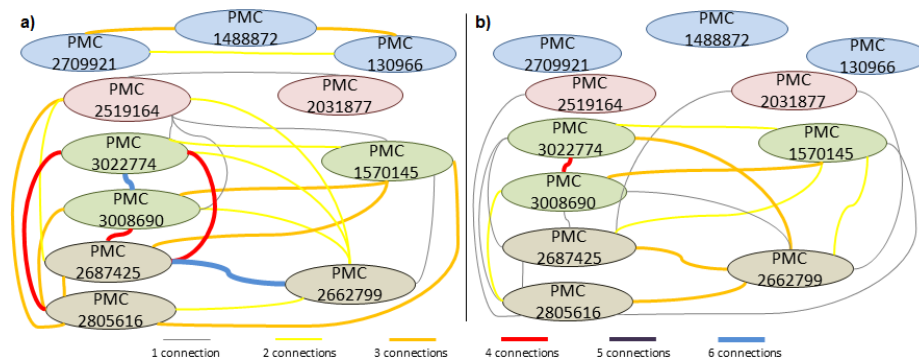 a)
PMC
2709921
PMC
1488872
PMC
130966
PMC
2519164
PMC
2031877
PMC
3022774
PMC
1570145
PMC
3008690
PMC
2687425
PMC
2662799
PMC
2805616
b)
PMC
2709921
PMC
1488872
PMC
130966
PMC
2519164
PMC
2031877
PMC
3022774
PMC
1570145
PMC
3008690
PMC
2687425
PMC
2662799
PMC
2805616
1 connections
2 connections
3 connections
4 connections
5 connections
6 connections